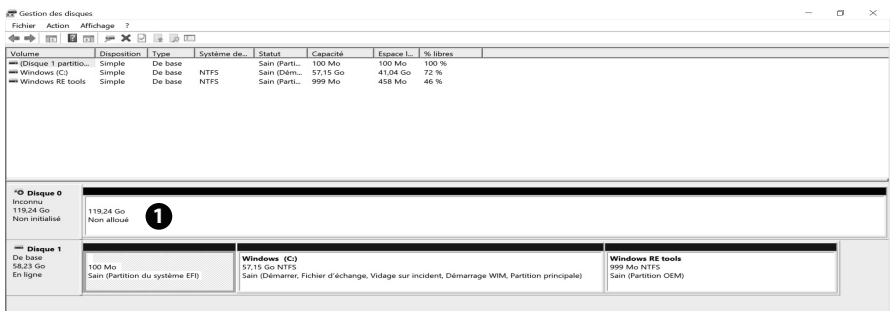 Gestion des disques
Fichier Action Affichage ?
Volume Disposition Type Système de... Statut Capacité Espace l... % libres
(Disque 1 partitio... Simple De base Sain (Parti... 100 Mo 100 Mo 100 %
Windows (C:) Simple De base NTFS Sain (Dém... 57,15 Go 41,04 Go 72 %
Windows RE tools Simple De base NTFS Sain (Parti... 999 Mo 458 Mo 46 %
Disque 0
Inconnu
119,24 Go
Non initialisé
119,24 Go
Non alloué
1
Disque 1
De base
58,23 Go
En ligne
100 Mo
Sain (Partition du système EFI)
Windows (C:)
57,15 Go NTFS
Sain (Démarrer, Fichier d'échange, Vidage sur incident, Démarrage WIM, Partition principale)
Windows RE tools
999 Mo NTFS
Sain (Partition OEM)